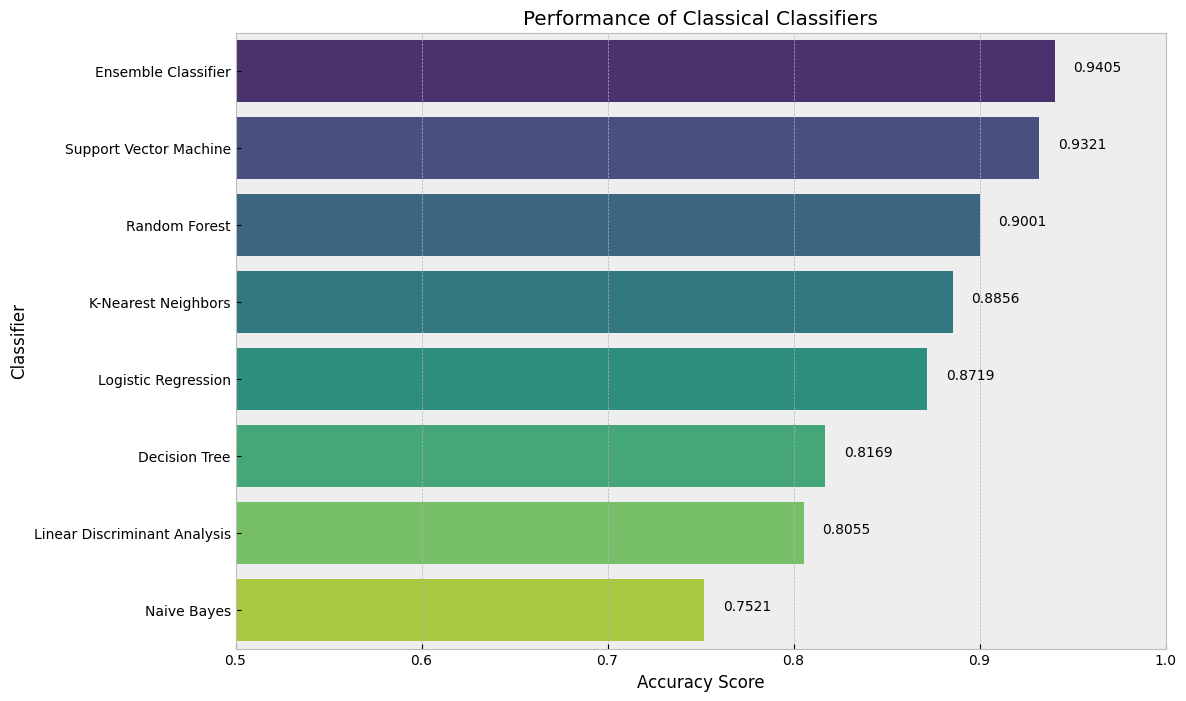 Performance of Classical Classifiers
Classifier
Ensemble Classifier 0.9405
Support Vector Machine 0.9321
Random Forest 0.9001
K-Nearest Neighbors 0.8856
Logistic Regression 0.8719
Decision Tree 0.8169
Linear Discriminant Analysis 0.8055
Naive Bayes 0.7521
0.5 0.6 0.7 0.8 0.9 1.0
Accuracy Score